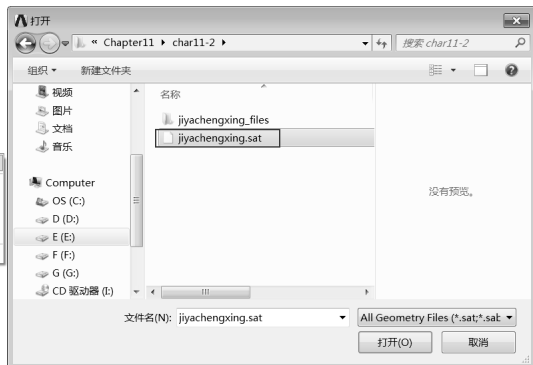 打开
« Chapter11 ▸ char11-2 ▸
搜索 char11-2
组织
新建文件夹
视频
图片
文档
音乐
Computer
OS (C:)
D (D:)
E (E:)
F (F:)
G (G:)
CD 驱动器 (I:)
名称
jiyachengxing_files
jiyachengxing.sat
没有预览。
文件名(N):
jiyachengxing.sat
All Geometry Files (*.sat;*.sab
打开(O)
取消